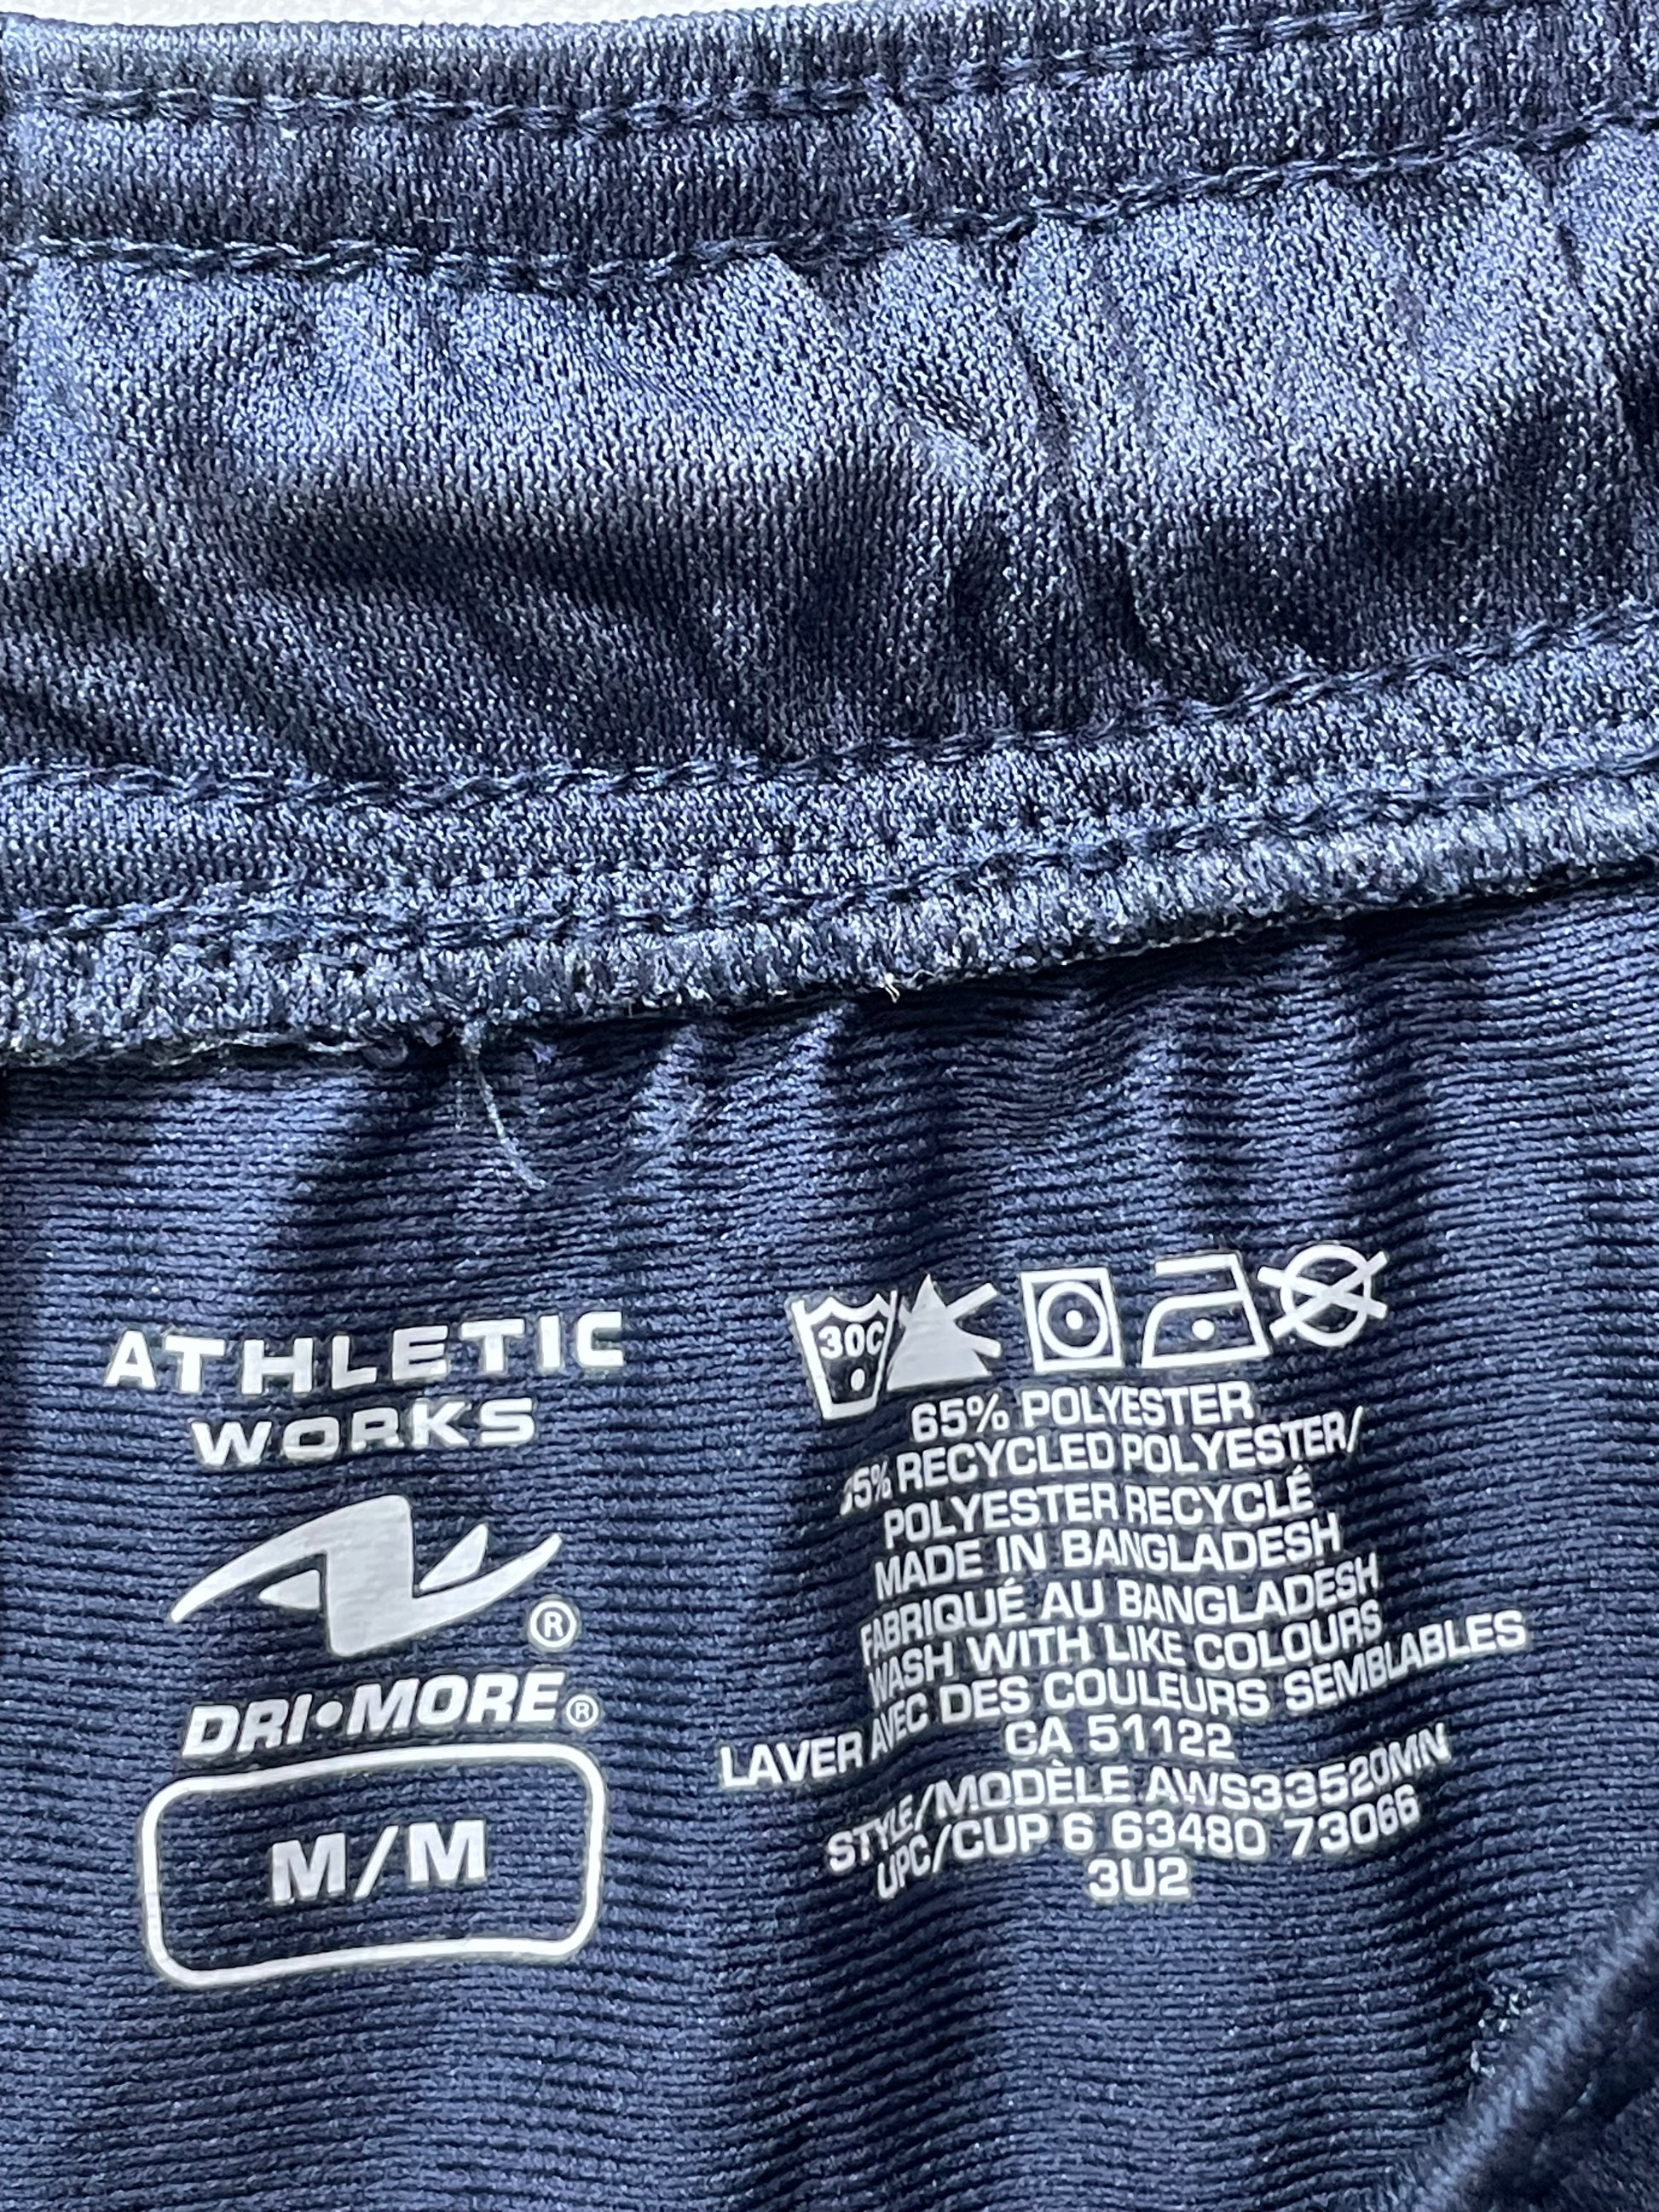 ATHLETIC
WORKS
®
DRI•MORE®
M/M
30C
65% POLYESTER
35% RECYCLED POLYESTER/
POLYESTER RECYCLÉ
MADE IN BANGLADESH
FABRIQUÉ AU BANGLADESH
WASH WITH LIKE COLOURS
LAVER AVEC DES COULEURS SEMBLABLES
CA 51122
STYLE/MODÈLE AWS33520MN
UPC/CUP 6 63480 73066
3U2